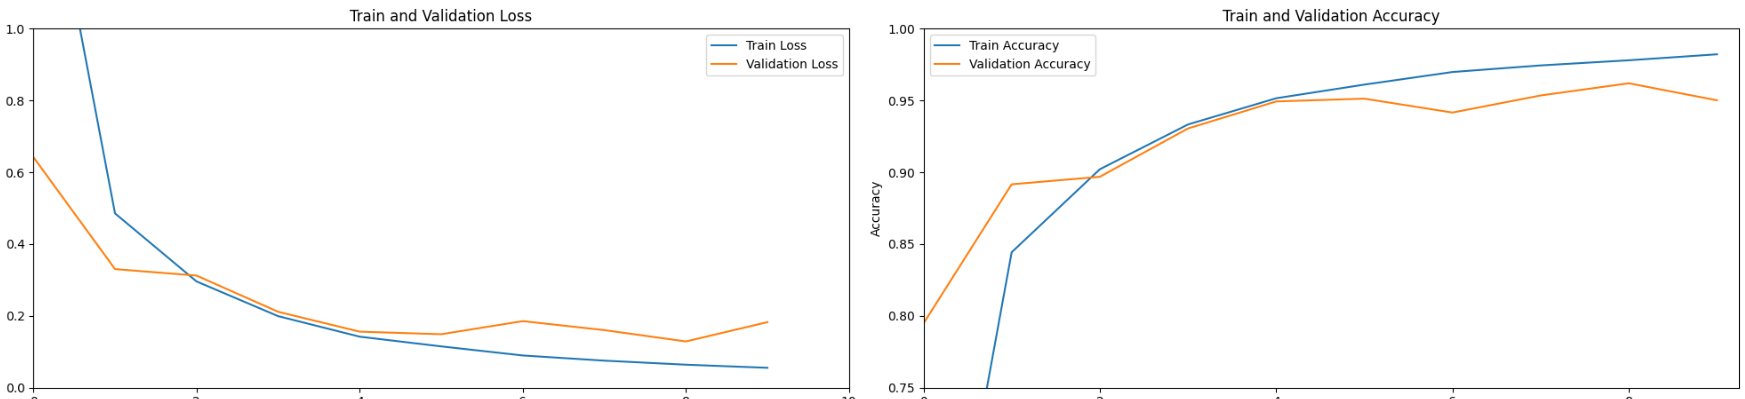 Train and Validation Loss
1.0
0.8
0.6
0.4
0.2
0.0
Train Loss
Validation Loss
Train and Validation Accuracy
Accuracy
1.00
0.95
0.90
0.85
0.80
0.75
Train Accuracy
Validation Accuracy